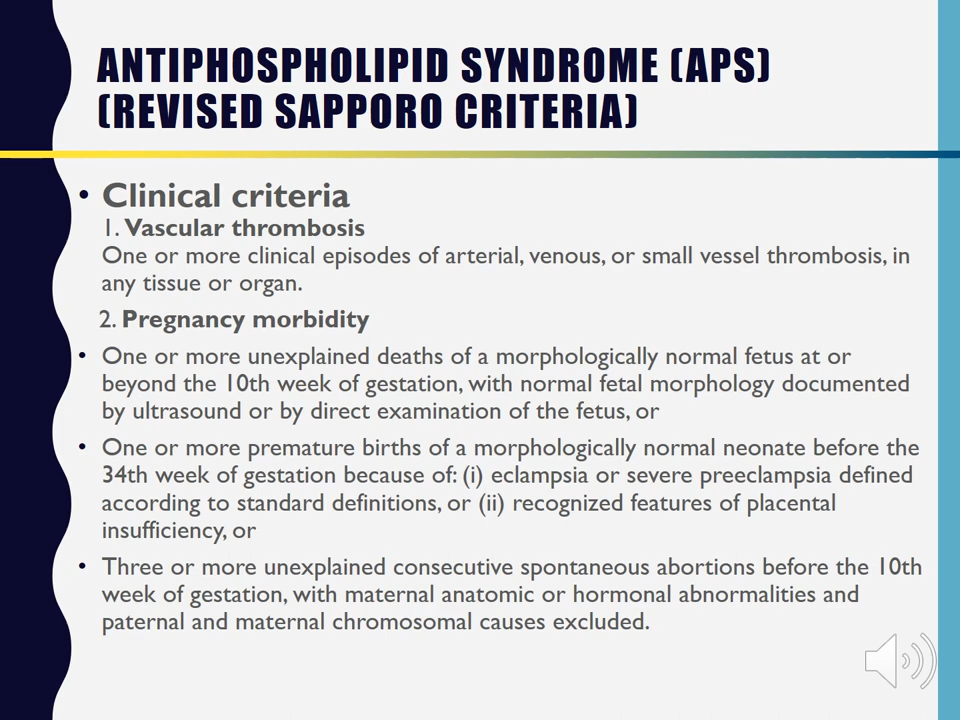 ANTIPHOSPHOLIPID SYNDROME (APS)
(REVISED SAPPORO CRITERIA)
• Clinical criteria
1. Vascular thrombosis
One or more clinical episodes of arterial, venous, or small vessel thrombosis, in
any tissue or organ.
2. Pregnancy morbidity
• One or more unexplained deaths of a morphologically normal fetus at or
beyond the 10th week of gestation, with normal fetal morphology documented
by ultrasound or by direct examination of the fetus, or
• One or more premature births of a morphologically normal neonate before the
34th week of gestation because of: (i) eclampsia or severe preeclampsia defined
according to standard definitions, or (ii) recognized features of placental
insufficiency, or
• Three or more unexplained consecutive spontaneous abortions before the 10th
week of gestation, with maternal anatomic or hormonal abnormalities and
paternal and maternal chromosomal causes excluded.